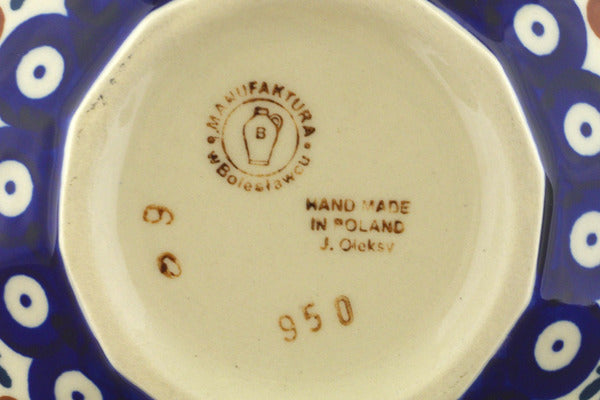 MANUFAKTURA
w Bolesławcu
B
HAND MADE
IN POLAND
J. Oleksy
950